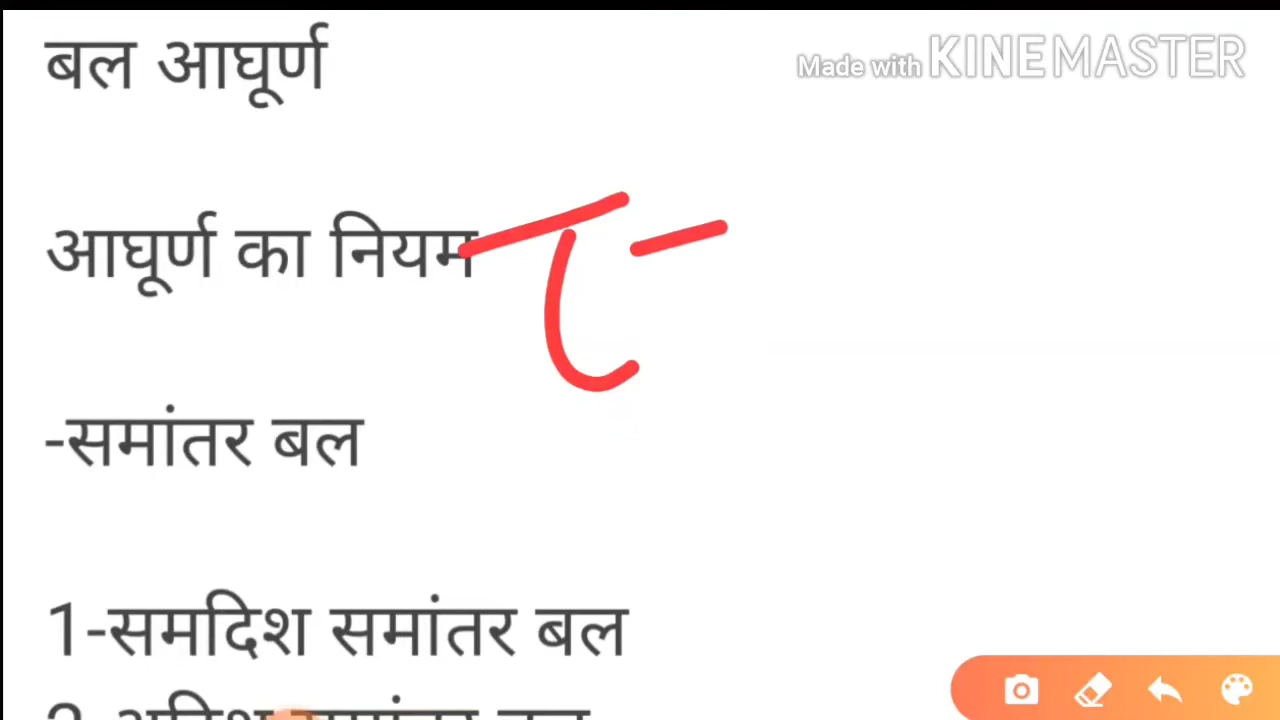 बल आघूर्ण
Made with KINEMASTER
आघूर्ण का नियम
τ -
-समांतर बल
1-समदिश समांतर बल